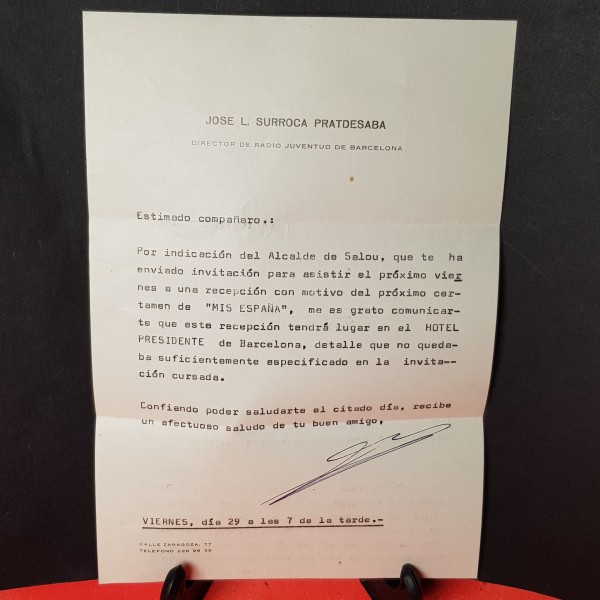 JOSE L. SURROCA PRATDESABA
DIRECTOR DE RADIO JUVENTUD DE BARCELONA
Estimado compañero.:
Por indicación del Alcalde de Salou, que te ha
enviado invitación para asistir el próximo vier
nes a una recepción con motivo del próximo cer-
tamen de "MIS ESPAÑA", me es grato comunicar-
te que este recepción tendrá lugar en el HOTEL
PRESIDENTE de Barcelona, detalle que no queda-
ba suficientemente especificado en la invita--
ción cursada.
Confiando poder saludarte el citado día, recibe
un afectuoso saludo de tu buen amigo,
VIERNES, día 29 a las 7 de la tarde.-
CALLE ZARAGOZA, 77
TELEFONO 228 09 39